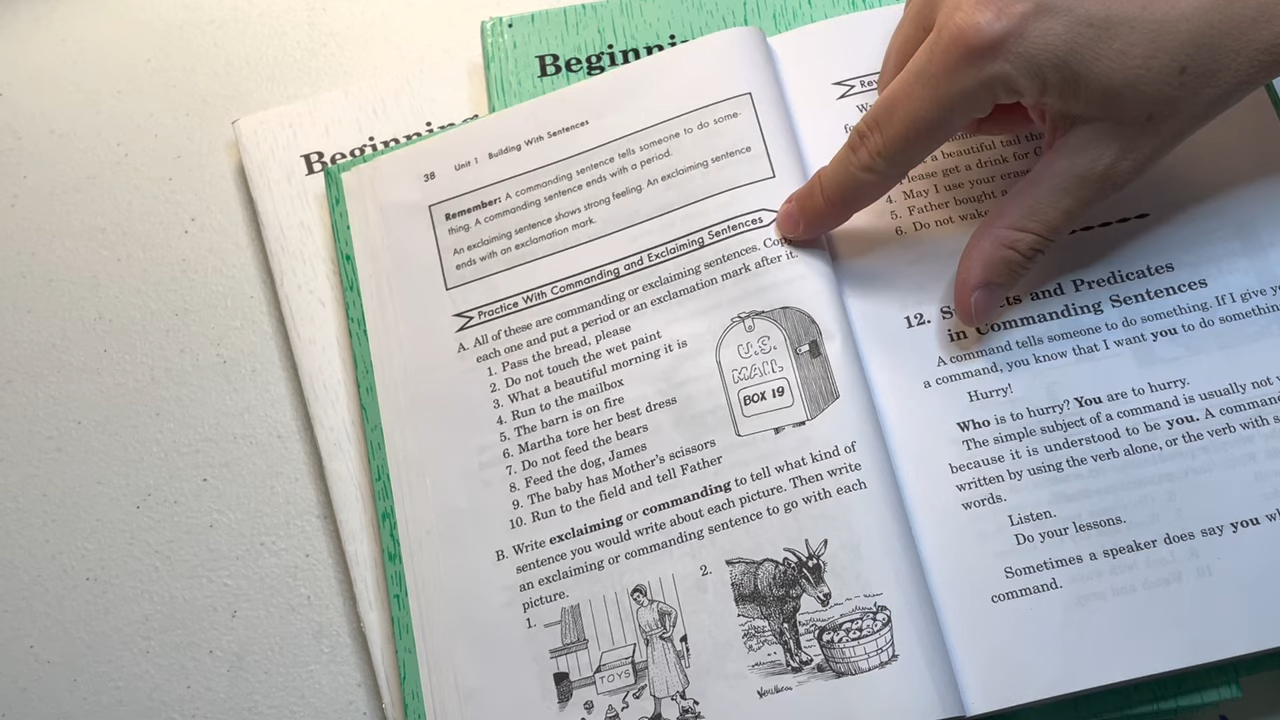 Beginning
Beginning
38 Unit 1 Building With Sentences
Remember: A commanding sentence tells someone to do some-
thing. A commanding sentence ends with a period.
An exclaiming sentence shows strong feeling. An exclaiming sentence
ends with an exclamation mark.
Practice With Commanding and Exclaiming Sentences
A. All of these are commanding or exclaiming sentences. Copy
each one and put a period or an exclamation mark after it.
1. Pass the bread, please
2. Do not touch the wet paint
3. What a beautiful morning it is
4. Run to the mailbox
5. The barn is on fire
6. Martha tore her best dress
7. Do not feed the bears
8. Feed the dog, James
9. The baby has Mother's scissors
10. Run to the field and tell Father
U.S.
MAIL
BOX 19
B. Write exclaiming or commanding to tell what kind of
sentence you would write about each picture. Then write
an exclaiming or commanding sentence to go with each
picture.
1.
TOYS
2.
a beautiful tail
Please get a drink for
4. May I use your
5. Father bought a
6. Do not
12. and Predicates
in Commanding Sentences
A command tells someone to do something. If I give
a command, you know that I want you to do
Hurry!
Who is to hurry? You are to hurry.
The simple subject of a command is usually not
because it is understood to be you. A
written by using the verb alone, or the verb with
words.
Listen.
Do your lessons.
Sometimes a speaker does say you
command.